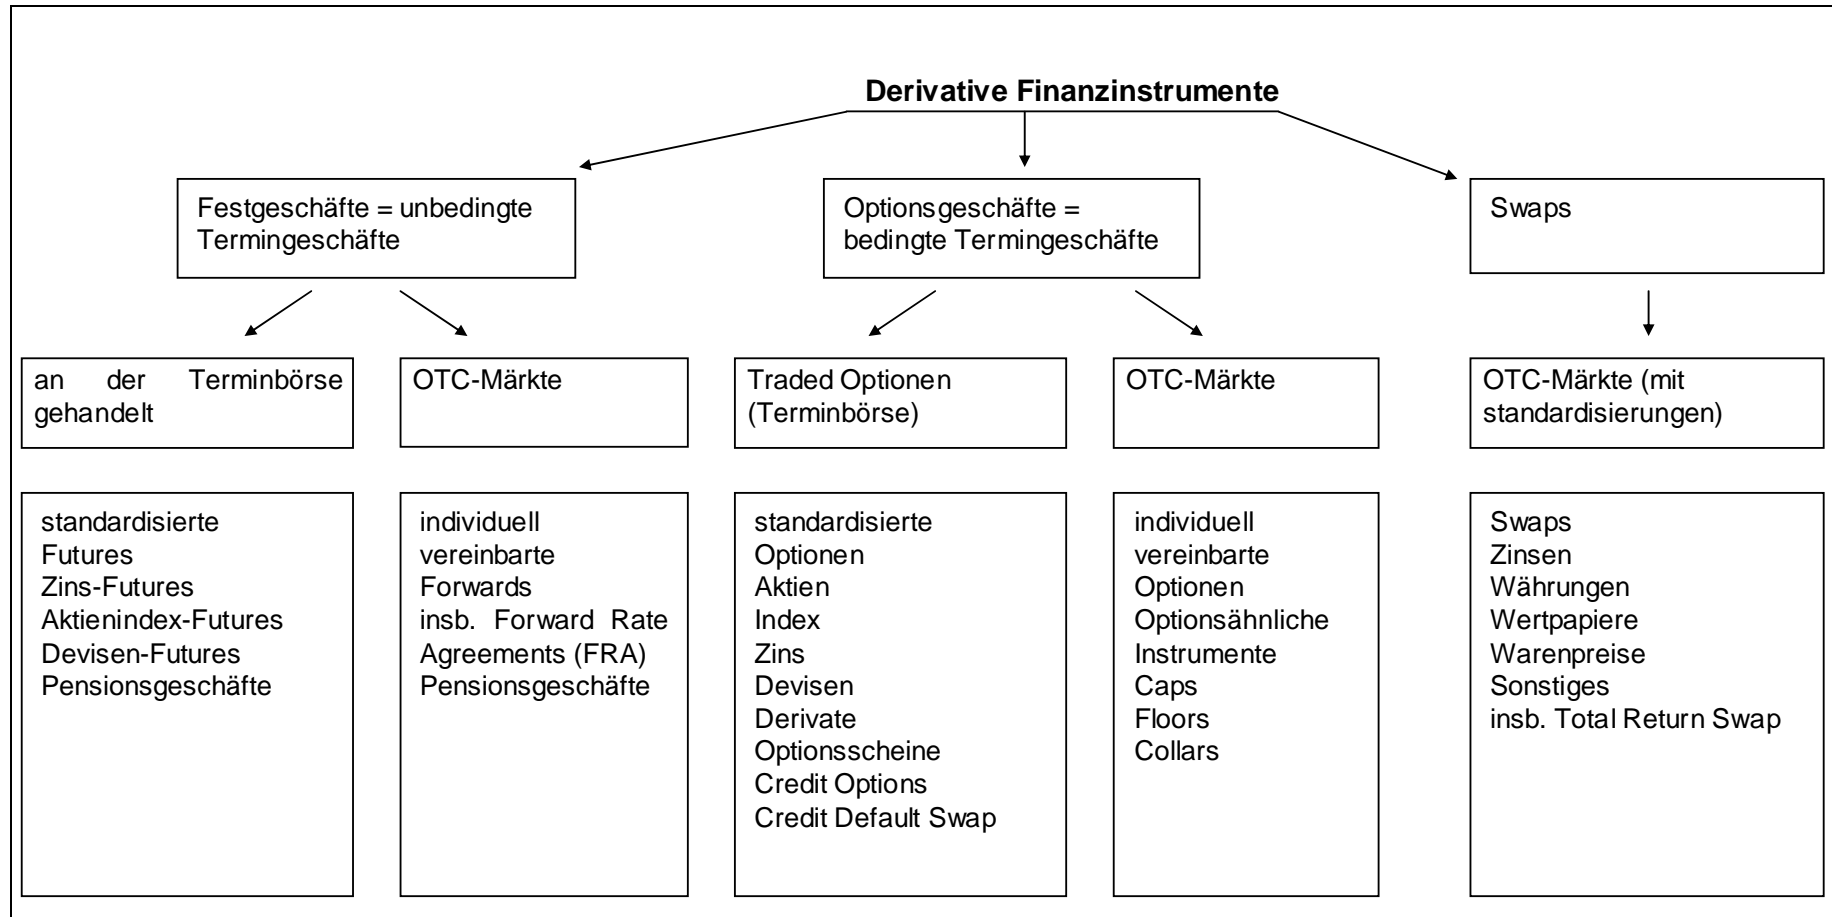 Derivative Finanzinstrumente
Festgeschäfte = unbedingte
Termingeschäfte
Optionsgeschäfte =
bedingte Termingeschäfte
Swaps
an der Terminbörse
gehandelt
OTC-Märkte
Traded Optionen
(Terminbörse)
OTC-Märkte
OTC-Märkte (mit
standardisierungen)
standardisierte
Futures
Zins-Futures
Aktienindex-Futures
Devisen-Futures
Pensionsgeschäfte
individuell
vereinbarte
Forwards
insb. Forward Rate
Agreements (FRA)
Pensionsgeschäfte
standardisierte
Optionen
Aktien
Index
Zins
Devisen
Derivate
Optionsscheine
Credit Options
Credit Default Swap
individuell
vereinbarte
Optionen
Optionsähnliche
Instrumente
Caps
Floors
Collars
Swaps
Zinsen
Währungen
Wertpapiere
Warenpreise
Sonstiges
insb. Total Return Swap